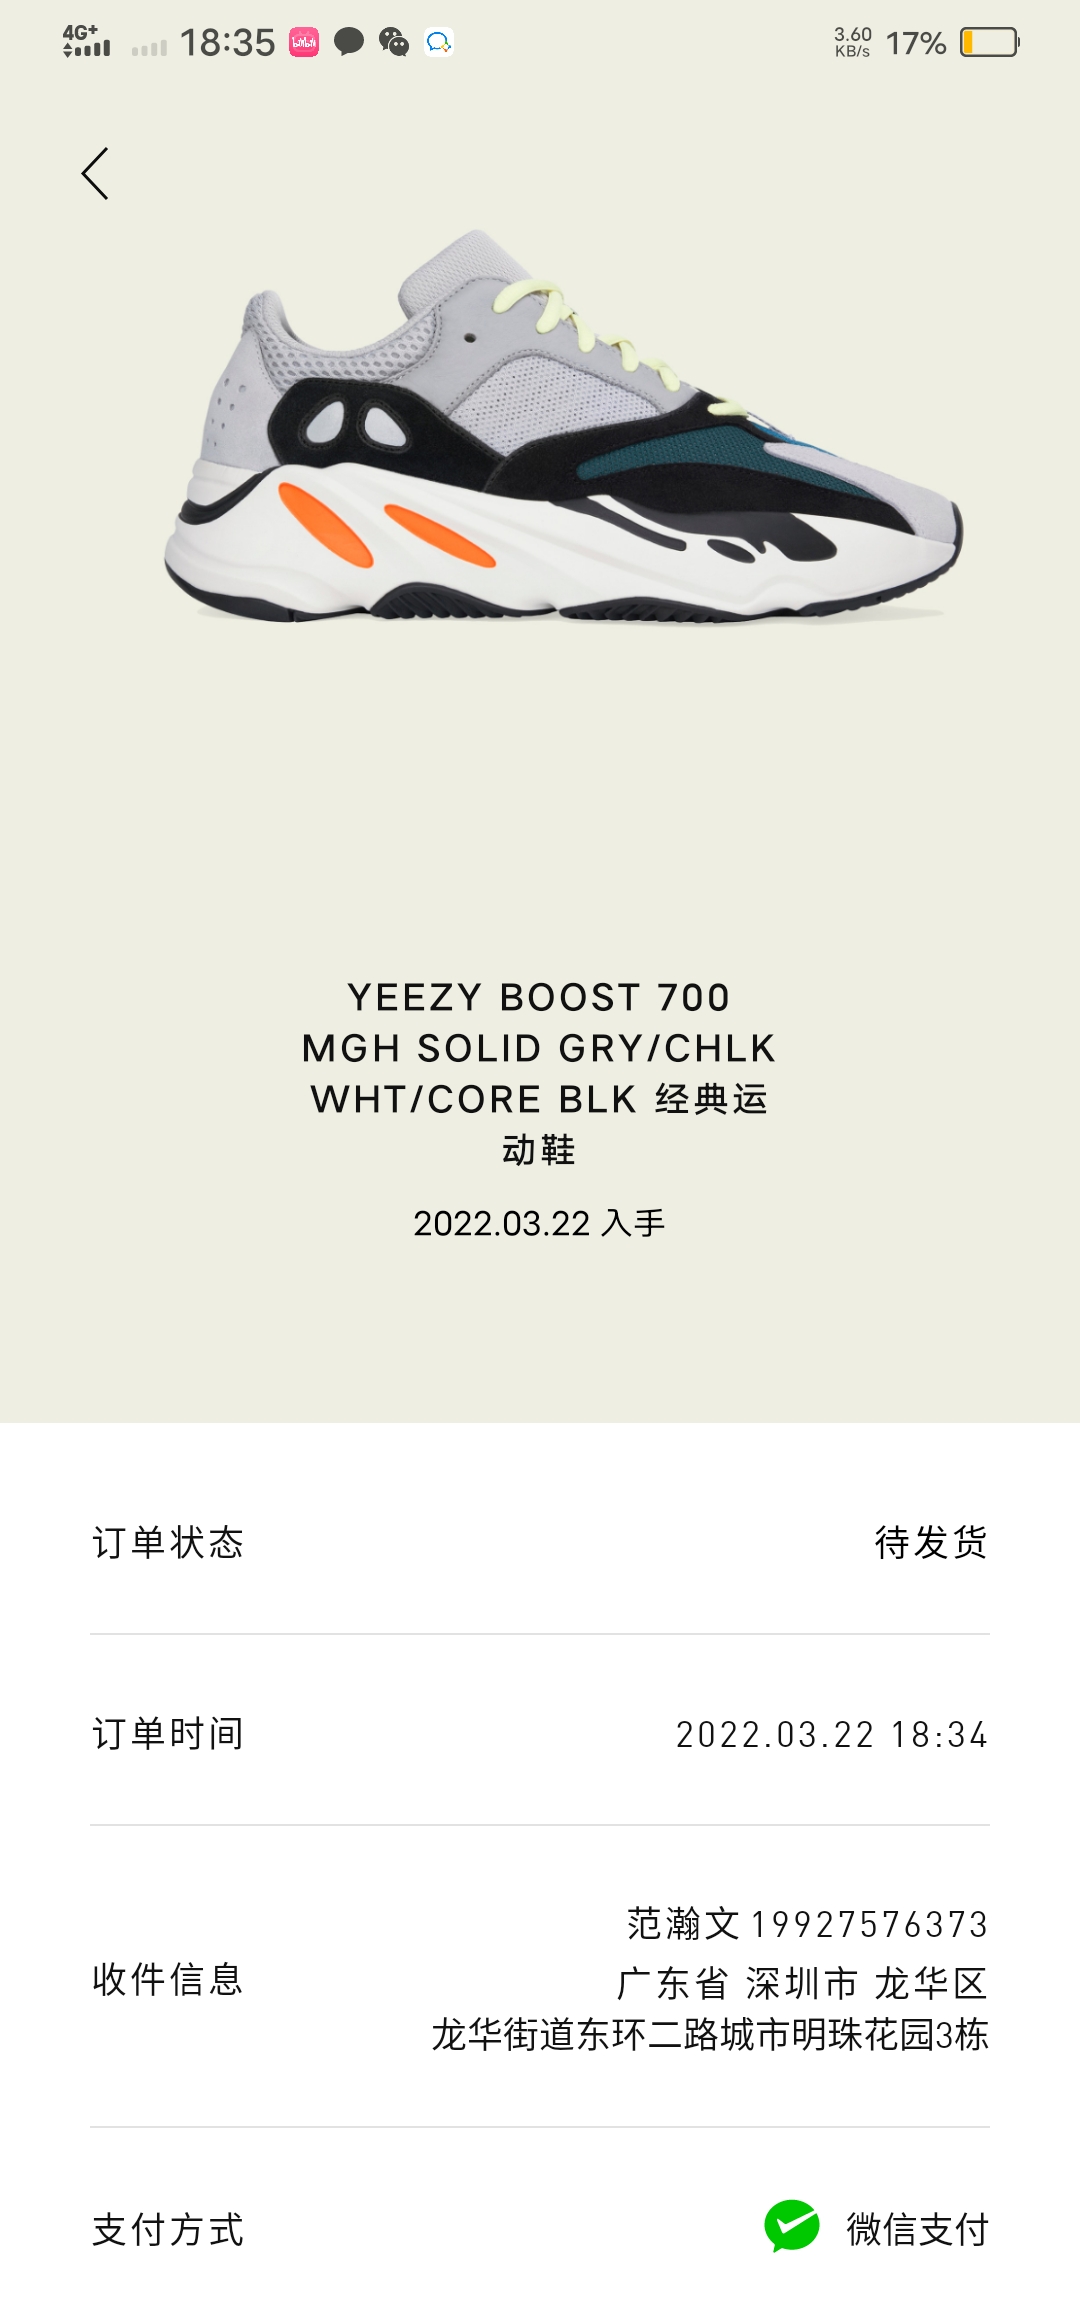 4G+ 18:35 3.60 KB/s 17%
YEEZY BOOST 700
MGH SOLID GRY/CHLK
WHT/CORE BLK 经典运
动鞋
2022.03.22 入手
订单状态 待发货
订单时间 2022.03.22 18:34
收件信息 范瀚文 19927576373
广东省 深圳市 龙华区
龙华街道东环二路城市明珠花园3栋
支付方式 微信支付